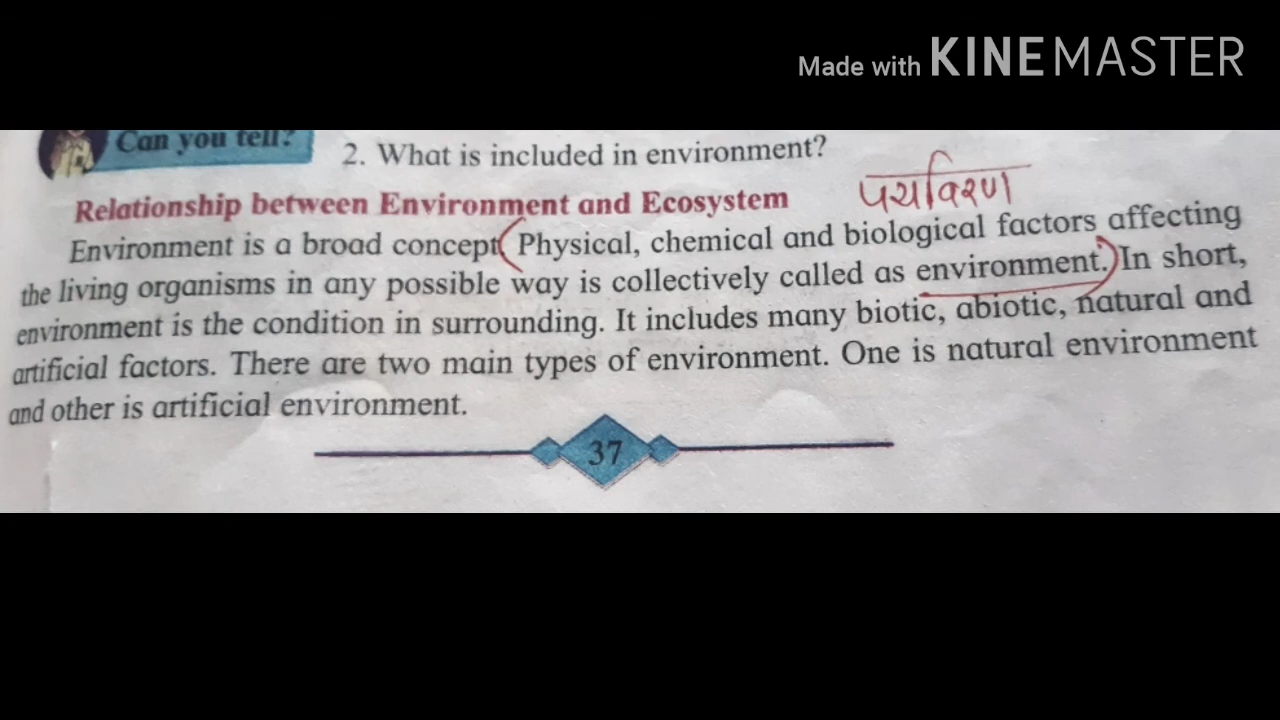 Made with KINEMASTER
Can you tell?
2. What is included in environment?
Relationship between Environment and Ecosystem
पर्यावरण
Environment is a broad concept (Physical, chemical and biological factors affecting
the living organisms in any possible way is collectively called as environment.) In short,
environment is the condition in surrounding. It includes many biotic, abiotic, natural and
artificial factors. There are two main types of environment. One is natural environment
and other is artificial environment.
37